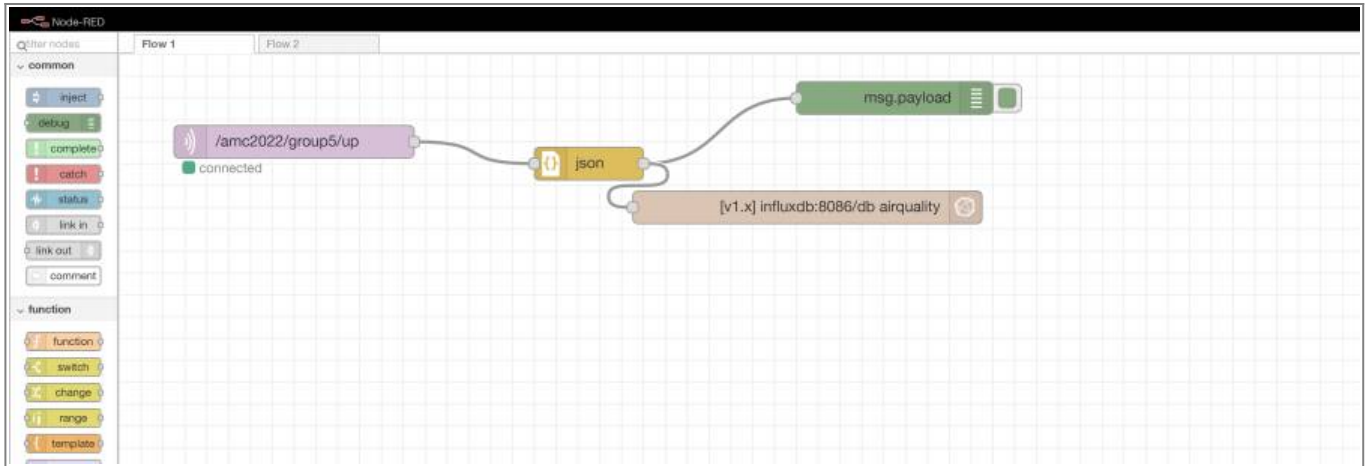 Node-RED
filter nodes
Flow 1
Flow 2
common
inject
debug
complete
catch
status
link in
link out
comment
function
function
switch
change
range
template
/amc2022/group5/up
connected
json
msg.payload
[v1.x] influxdb:8086/db airquality